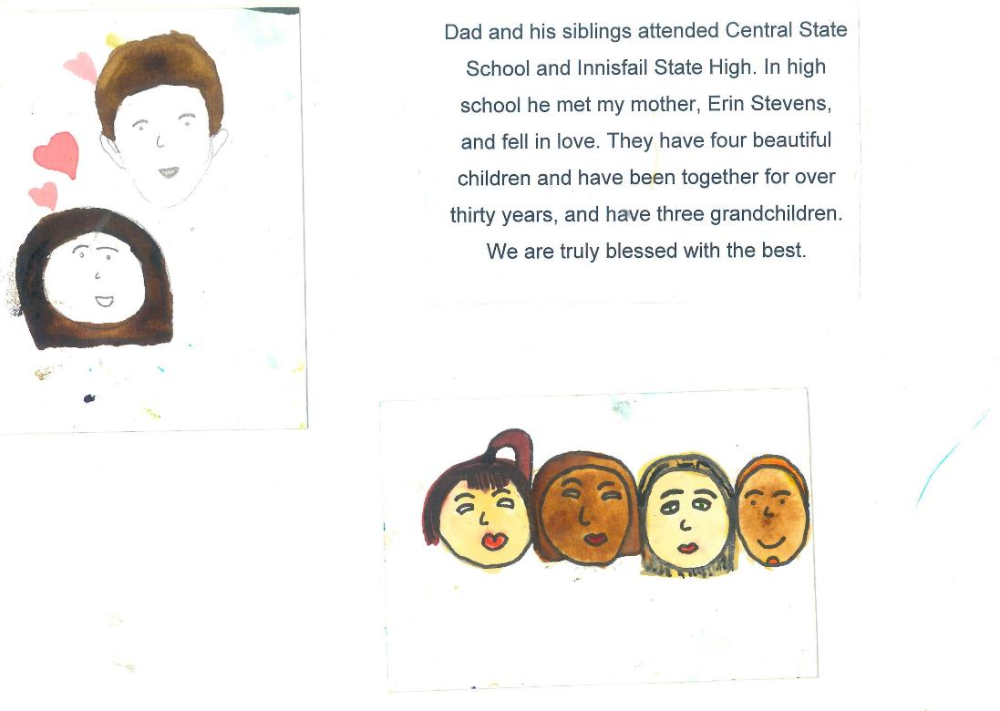 Dad and his siblings attended Central State
School and Innisfail State High. In high
school he met my mother, Erin Stevens,
and fell in love. They have four beautiful
children and have been together for over
thirty years, and have three grandchildren.
We are truly blessed with the best.